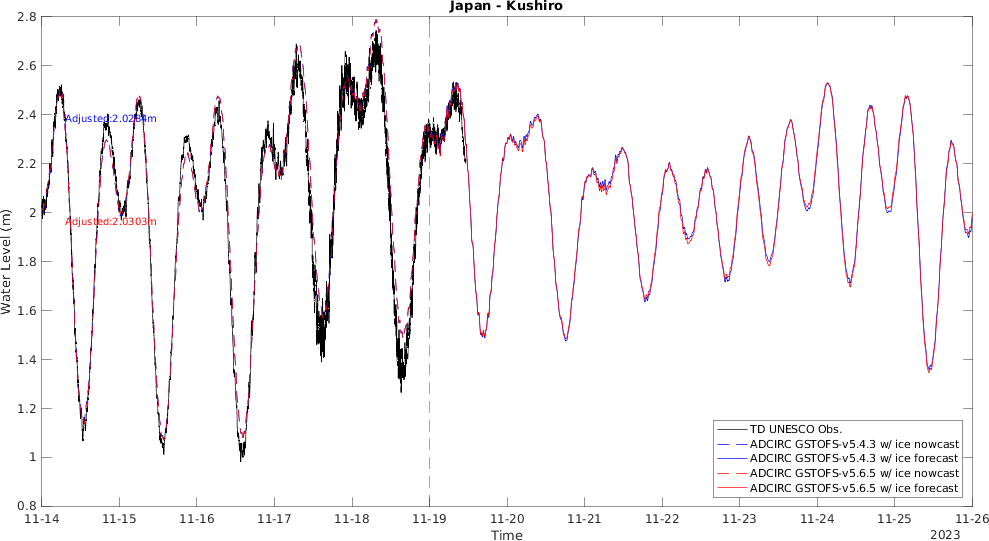 Japan - Kushiro
2.8
2.6
2.4
2.2
2
1.8
1.6
1.4
1.2
1
0.8
Water Level (m)
Adjusted:2.0284m
Adjusted:2.0303m
TD UNESCO Obs.
ADCIRC GSTOFS-v5.4.3 w/ ice nowcast
ADCIRC GSTOFS-v5.4.3 w/ ice forecast
ADCIRC GSTOFS-v5.6.5 w/ ice nowcast
ADCIRC GSTOFS-v5.6.5 w/ ice forecast
11-14 11-15 11-16 11-17 11-18 11-19 11-20 11-21 11-22 11-23 11-24 11-25 11-26
Time
2023